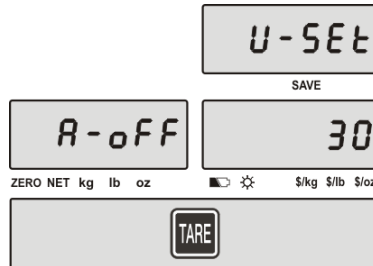 U-SEt
SAVE
A-oFF
30
ZERO NET kg lb oz
$/kg $/lb $/oz
TARE